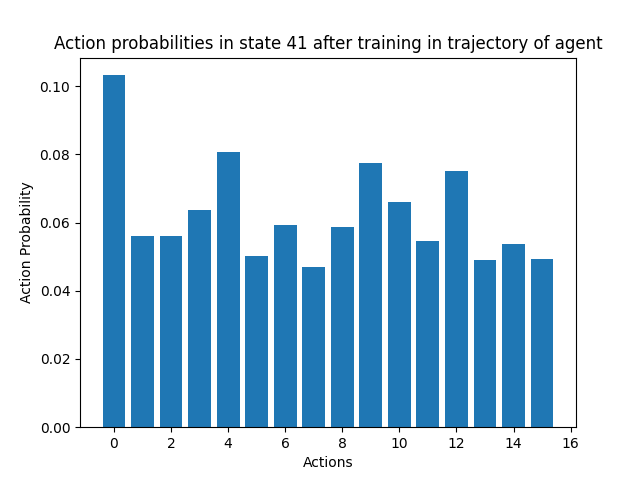 Action probabilities in state 41 after training in trajectory of agent
Action Probability
0.10
0.08
0.06
0.04
0.02
0.00
0 2 4 6 8 10 12 14 16
Actions